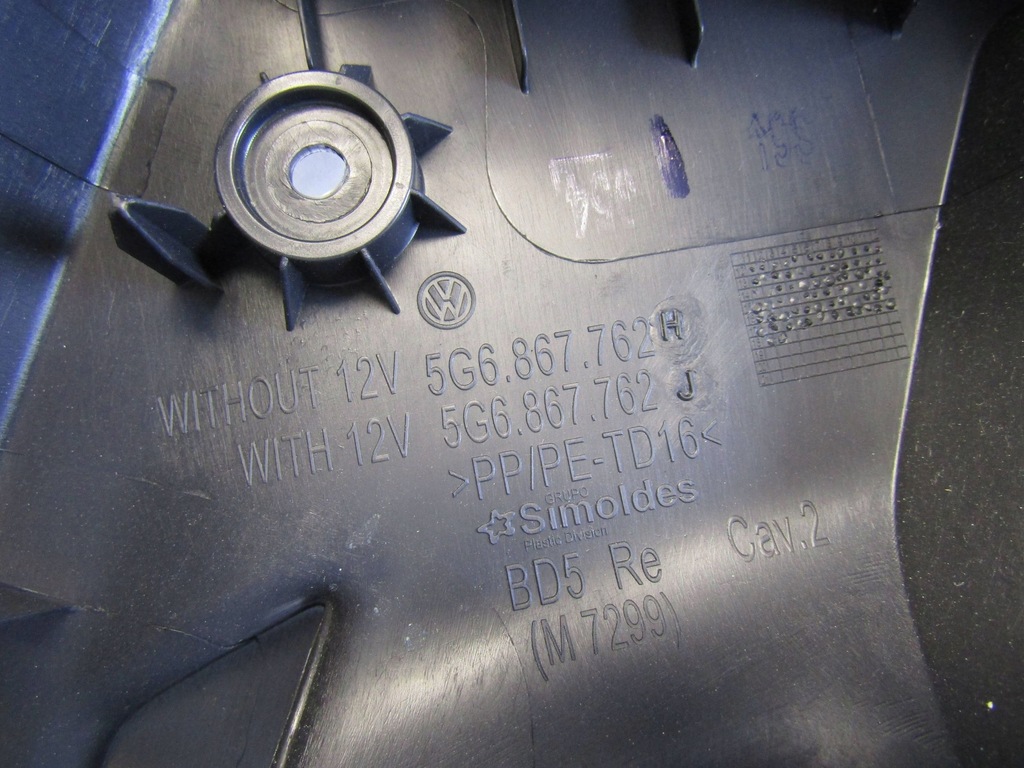 WITHOUT 12V 5G6.867.762 H
WITH 12V 5G6.867.762 J
>PP/PE-TD16<
GRUPO
Simoldes
Plastic Division
BD5 Re Cav.2
(M 7299)